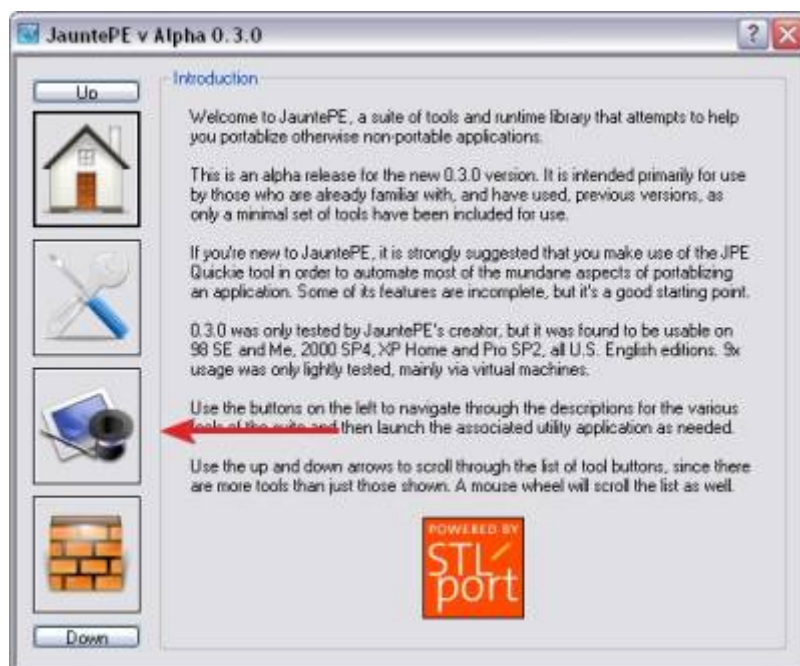 JauntePE v Alpha 0.3.0
Up
Introduction
Welcome to JauntePE, a suite of tools and runtime library that attempts to help
you portablize otherwise non-portable applications.
This is an alpha release for the new 0.3.0 version. It is intended primarily for use
by those who are already familiar with, and have used, previous versions, as
only a minimal set of tools have been included for use.
If you're new to JauntePE, it is strongly suggested that you make use of the JPE
Quickie tool in order to automate most of the mundane aspects of portablizing
an application. Some of its features are incomplete, but it's a good starting point.
0.3.0 was only tested by JauntePE's creator, but it was found to be usable on
98 SE and Me, 2000 SP4, XP Home and Pro SP2, all U.S. English editions. 9x
usage was only lightly tested, mainly via virtual machines.
Use the buttons on the left to navigate through the descriptions for the various
tools of the suite and then launch the associated utility application as needed.
Use the up and down arrows to scroll through the list of tool buttons, since there
are more tools than just those shown. A mouse wheel will scroll the list as well.
POWERED BY
STL
port
Down